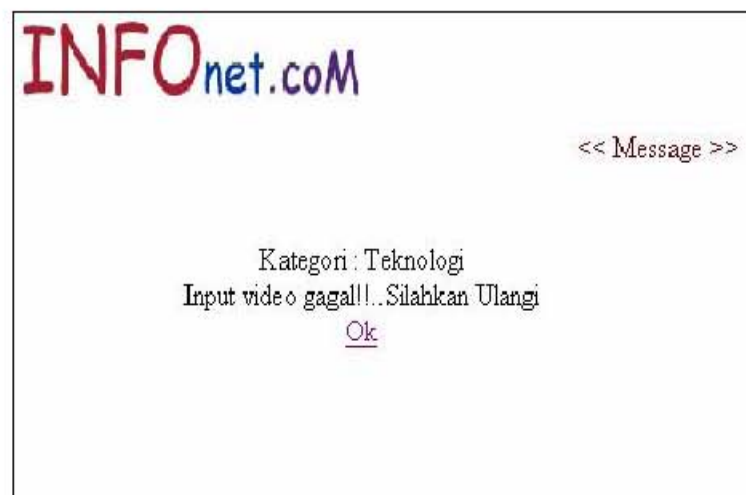 INFOnet.coM
<< Message >>
Kategori : Teknologi
Input video gagal!!..Silahkan Ulangi
Ok